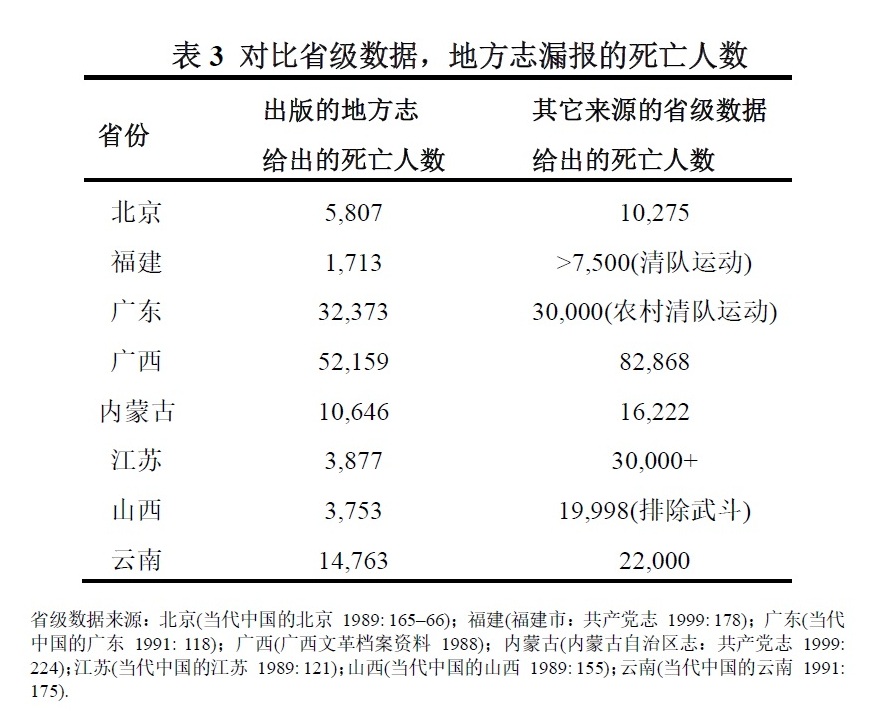 表 3 对比省级数据，地方志漏报的死亡人数
省份 出版的地方志 其它来源的省级数据
给出的死亡人数 给出的死亡人数
北京 5,807 10,275
福建 1,713 >7,500(清队运动)
广东 32,373 30,000(农村清队运动)
广西 52,159 82,868
内蒙古 10,646 16,222
江苏 3,877 30,000+
山西 3,753 19,998(排除武斗)
云南 14,763 22,000
省级数据来源：北京(当代中国的北京 1989: 165–66)；福建(福建市：共产党志 1999: 178)；广东(当代
中国的广东 1991: 118)；广西(广西文革档案资料 1988)；内蒙古(内蒙古自治区志：共产党志 1999:
224);江苏(当代中国的江苏 1989: 121);山西(当代中国的山西 1989: 155);云南(当代中国的云南 1991:
175).